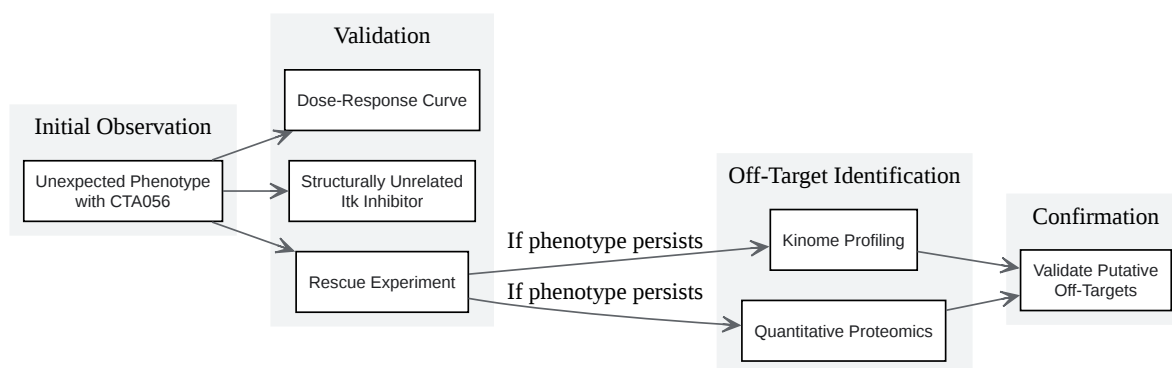 Initial Observation
Unexpected Phenotype
with CTA056
Validation
Dose-Response Curve
Structurally Unrelated
Itk Inhibitor
Rescue Experiment
If phenotype persists
If phenotype persists
Off-Target Identification
Kinome Profiling
Quantitative Proteomics
Confirmation
Validate Putative
Off-Targets